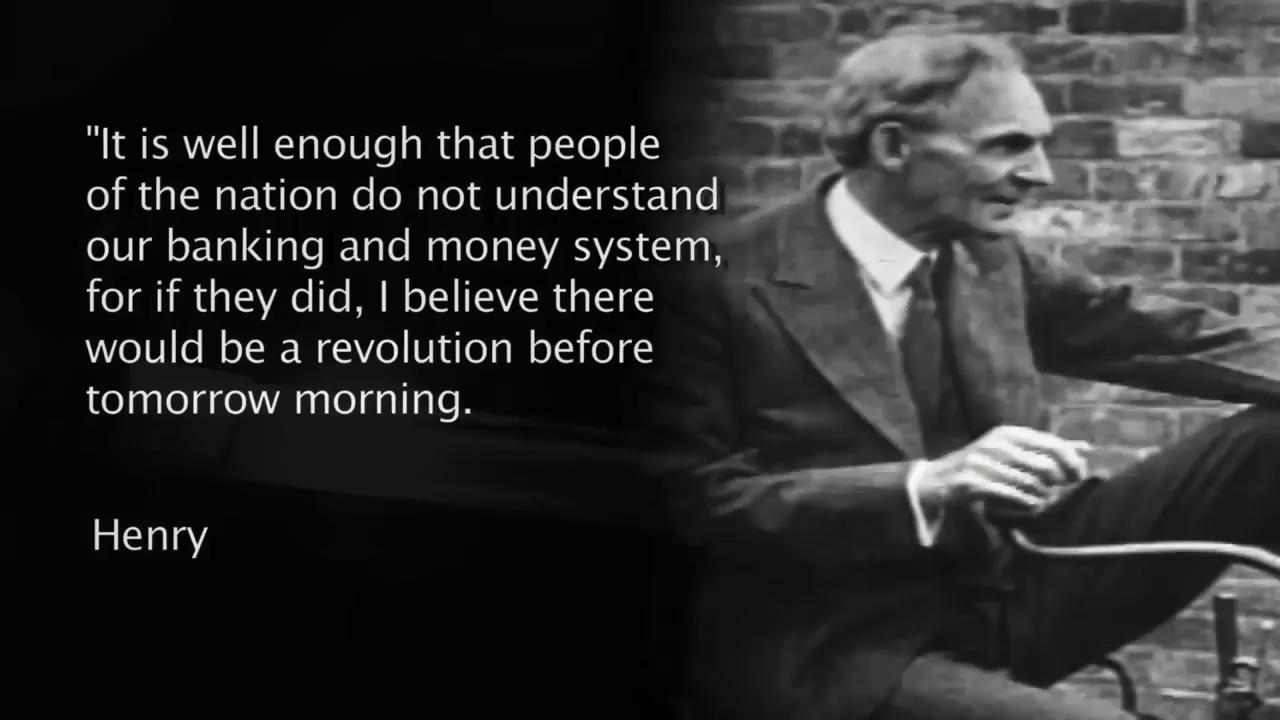 "It is well enough that people
of the nation do not understand
our banking and money system,
for if they did, I believe there
would be a revolution before
tomorrow morning.
Henry